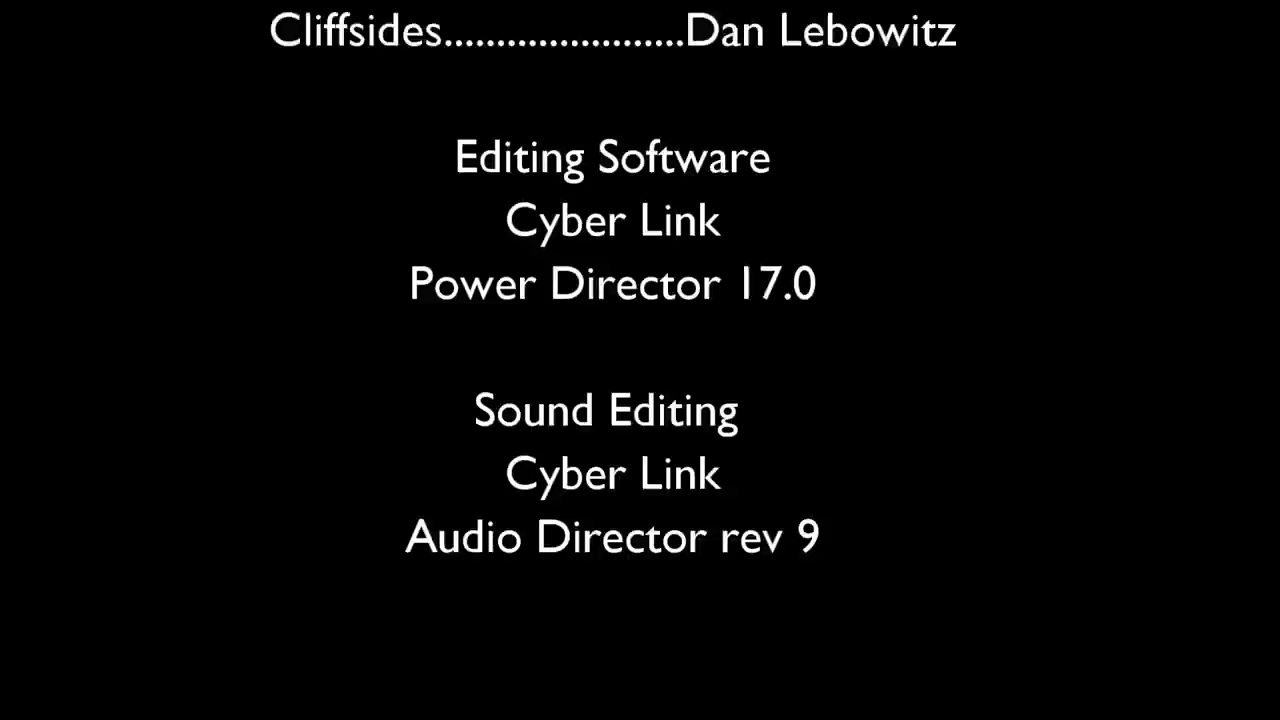 Cliffsides.......................Dan Lebowitz
Editing Software
Cyber Link
Power Director 17.0
Sound Editing
Cyber Link
Audio Director rev 9